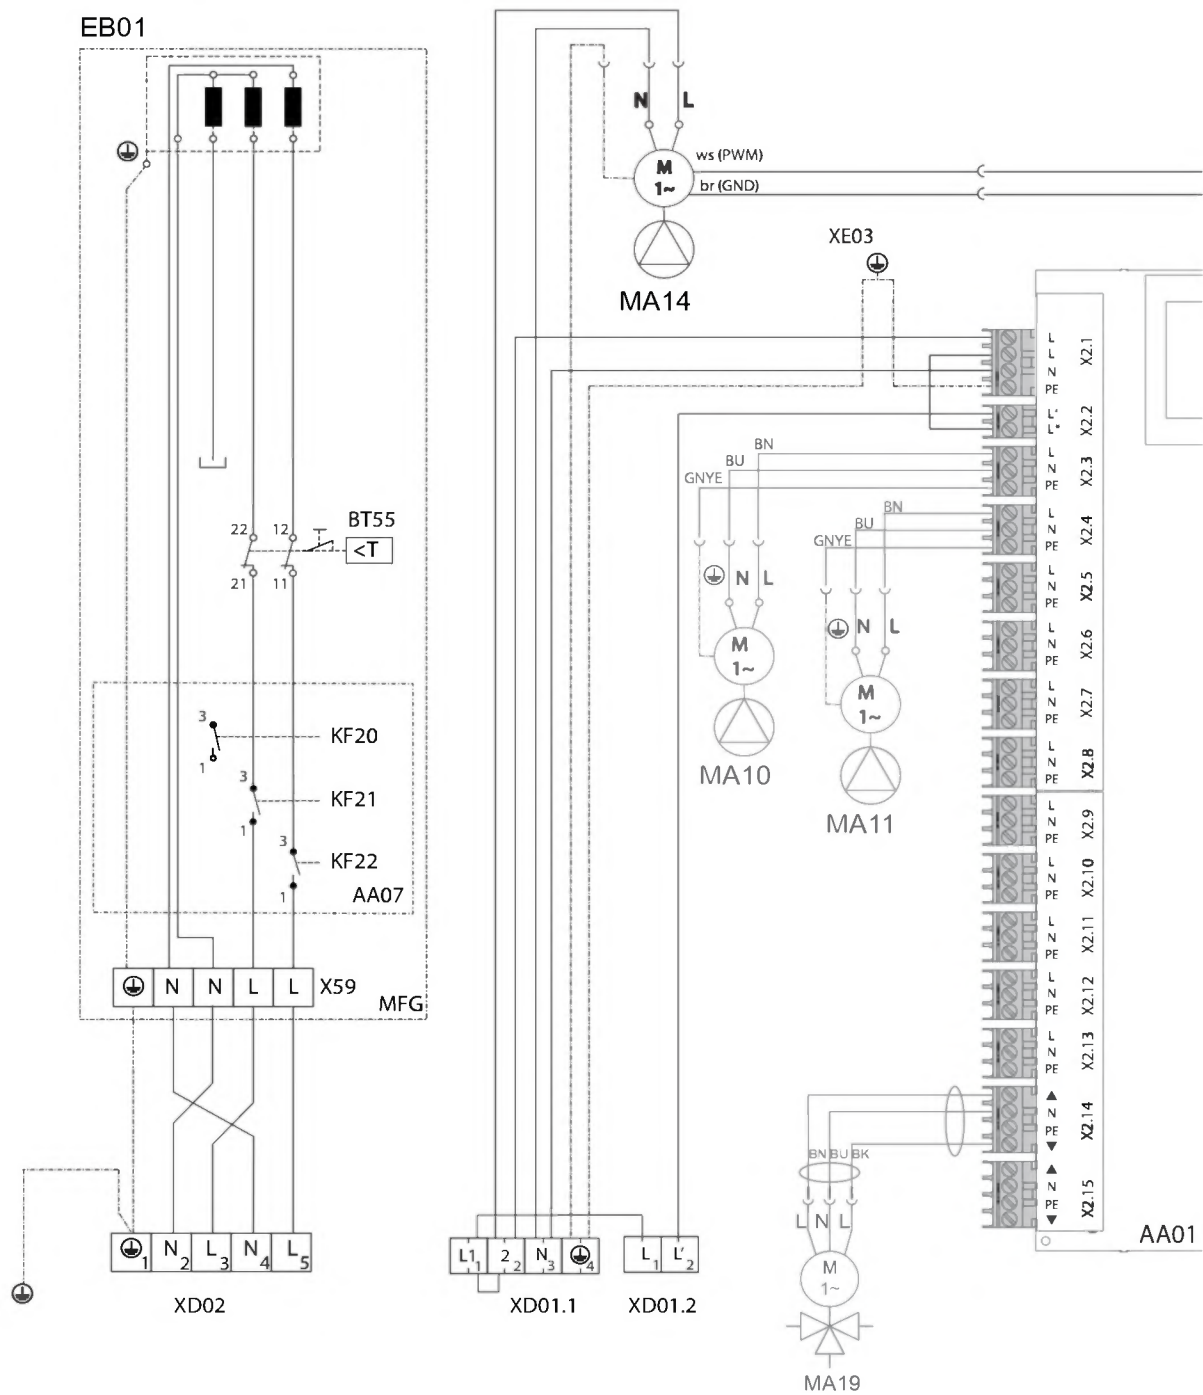 EB01
N L
M
1~
ws (PWM)
br (GND)
MA14
XE03
L
L
N
PE
X2.1
L'
L*
X2.2
L
N
PE
X2.3
L
N
PE
X2.4
L
N
PE
X2.5
L
N
PE
X2.6
L
N
PE
X2.7
L
N
PE
X2.8
L
N
PE
X2.9
L
N
PE
X2.10
L
N
PE
X2.11
L
N
PE
X2.12
L
N
PE
X2.13
▲
N
PE
▼
X2.14
▲
N
PE
▼
X2.15
AA01
BN
BU
GNYE
N L
M
1~
MA10
BN
BU
GNYE
N L
M
1~
MA11
22 12 BT55
<T
21 11
3
KF20
1
3
KF21
1
3
KF22
1
AA07
N N L L X59
MFG
1 N2 L3 N4 L5
XD02
L1 1 2 2 N 3 4
XD01.1
L 1 L' 2
XD01.2
BN BU BK
L N L
M
1~
MA19